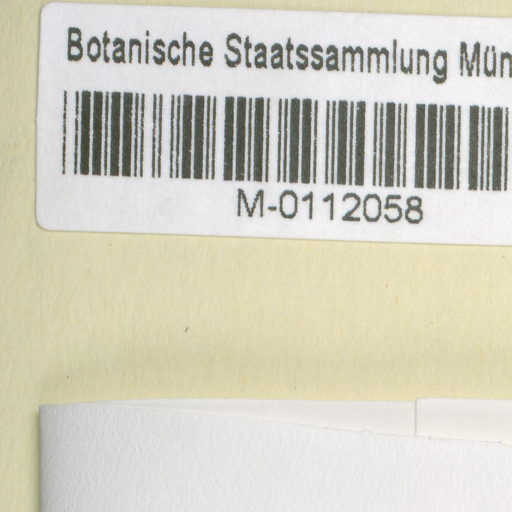 Botanische Staatssammlung Mün
M-0112058